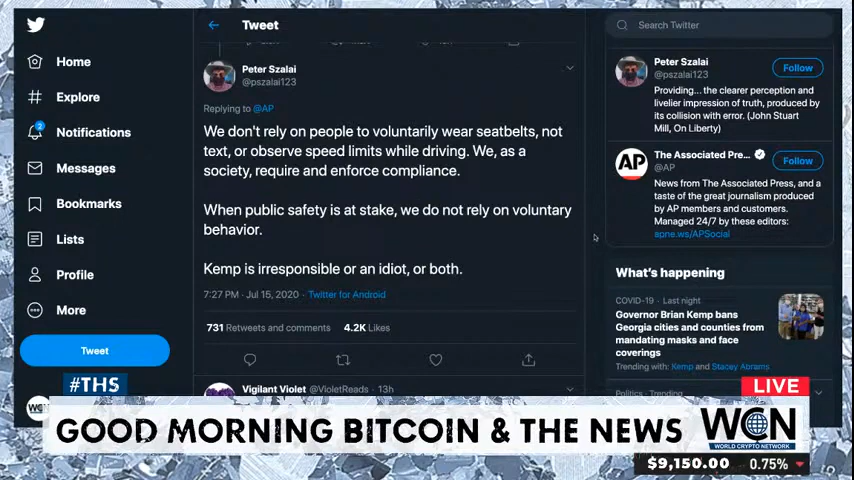 Tweet
Search Twitter
Home
Explore
2
Notifications
Messages
Bookmarks
Lists
Profile
More
Tweet
Peter Szalai
@pszalai123
Replying to @AP
We don't rely on people to voluntarily wear seatbelts, not
text, or observe speed limits while driving. We, as a
society, require and enforce compliance.
When public safety is at stake, we do not rely on voluntary
behavior.
Kemp is irresponsible or an idiot, or both.
7:27 PM · Jul 15, 2020 · Twitter for Android
731 Retweets and comments 4.2K Likes
Vigilant Violet @VioletReads · 13h
Peter Szalai
@pszalai123
Follow
Providing... the clearer perception and
livelier impression of truth, produced by
its collision with error. (John Stuart
Mill, On Liberty)
AP
The Associated Pre...
@AP
Follow
News from The Associated Press, and a
taste of the great journalism produced
by AP members and customers.
Managed 24/7 by these editors:
apne.ws/APSocial
What's happening
COVID-19 · Last night
Governor Brian Kemp bans
Georgia cities and counties from
mandating masks and face
coverings
Trending with: Kemp and Stacey Abrams
Politics · Trending
#THS
LIVE
WCN
GOOD MORNING BITCOIN & THE NEWS
WCN
WORLD CRYPTO NETWORK
$9,150.00 0.75%